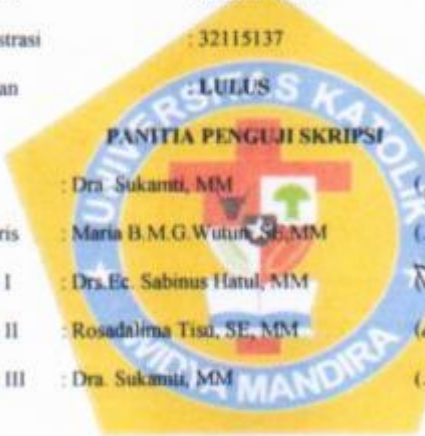 strasi : 32115137
an : LULUS
PANITIA PENGUJI SKRIPSI
: Dra. Sukamti, MM (.
ris : Maria B.M.G.Wutun, SE,MM (.
I : Drs.Ec. Sabinus Hatul, MM
II : Rosadalima Tisu, SE, MM (
III : Dra. Sukamti, MM (.
UNIVERSITAS KATOLIK
WIDYA MANDIRA